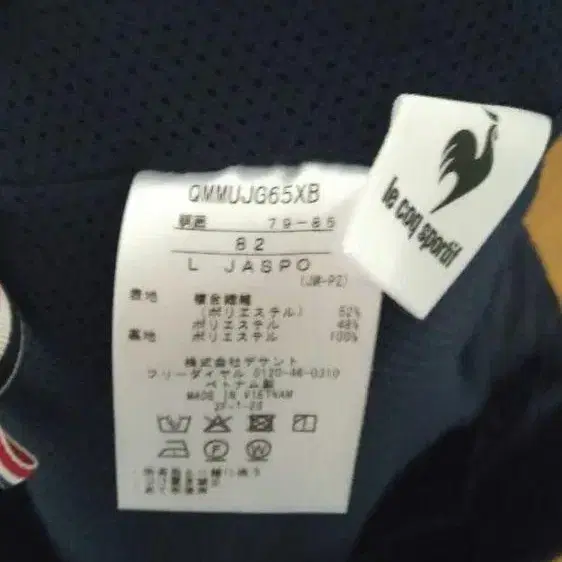 QMMUJG65XB
胴囲 79-85
82
L JASPO
(JM-PZ)
表地 複合繊維
(ポリエステル) 52%
ポリエステル 48%
裏地 ポリエステル 100%
株式会社デサント
フリーダイヤル 0120-46-0310
ベトナム製
MADE IN VIETNAM
le coq sportif